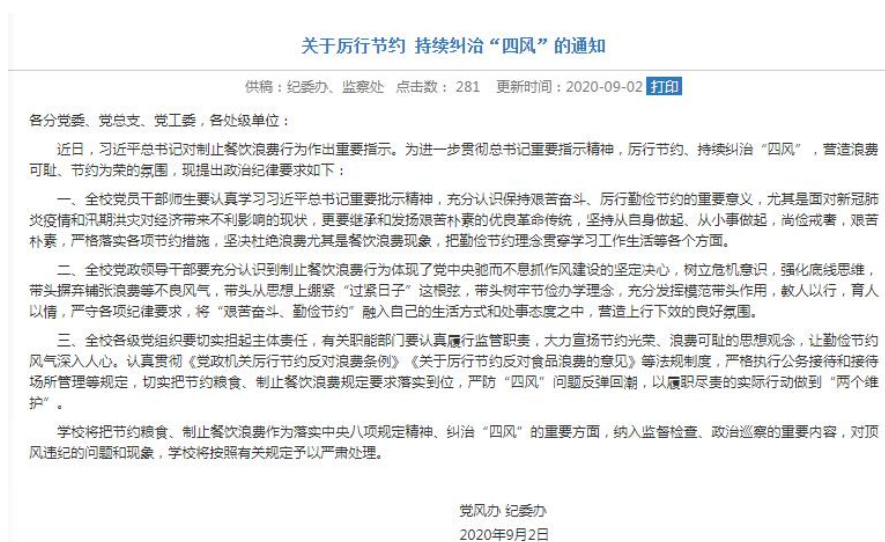 关于厉行节约 持续纠治“四风”的通知
供稿：纪委办、监察处 点击数： 281 更新时间：2020-09-02 打印
各分党委、党总支、党工委，各处级单位：
近日，习近平总书记对制止餐饮浪费行为作出重要指示。为进一步贯彻总书记重要指示精神，厉行节约、持续纠治“四风”，营造浪费
可耻、节约为荣的氛围，现提出政治纪律要求如下：
一、全校党员干部师生要认真学习习近平总书记重要批示精神，充分认识保持艰苦奋斗、厉行勤俭节约的重要意义，尤其是面对新冠肺
炎疫情和汛期洪灾对经济带来不利影响的现状，更要继承和发扬艰苦朴素的优良革命传统，坚持从自身做起、从小事做起，尚俭戒奢，艰苦
朴素，严格落实各项节约措施，坚决杜绝浪费尤其是餐饮浪费现象，把勤俭节约理念贯穿学习工作生活等各个方面。
二、全校党政领导干部要充分认识到制止餐饮浪费行为体现了党中央驰而不息抓作风建设的坚定决心，树立危机意识，强化底线思维，
带头摒弃铺张浪费等不良风气，带头从思想上绷紧“过紧日子”这根弦，带头树牢节俭办学理念，充分发挥模范带头作用，教人以行，育人
以情，严守各项纪律要求，将“艰苦奋斗、勤俭节约”融入自己的生活方式和处事态度之中，营造上行下效的良好氛围。
三、全校各级党组织要切实担起主体责任，有关职能部门要认真履行监管职责，大力宣扬节约光荣、浪费可耻的思想观念，让勤俭节约
风气深入人心。认真贯彻《党政机关厉行节约反对浪费条例》《关于厉行节约反对食品浪费的意见》等法规制度，严格执行公务接待和接待
场所管理等规定，切实把节约粮食、制止餐饮浪费规定要求落实到位，严防“四风”问题反弹回潮，以履职尽责的实际行动做到“两个维
护”。
学校将把节约粮食、制止餐饮浪费作为落实中央八项规定精神、纠治“四风”的重要方面，纳入监督检查、政治巡察的重要内容，对顶
风违纪的问题和现象，学校将按照有关规定予以严肃处理。
党风办 纪委办
2020年9月2日